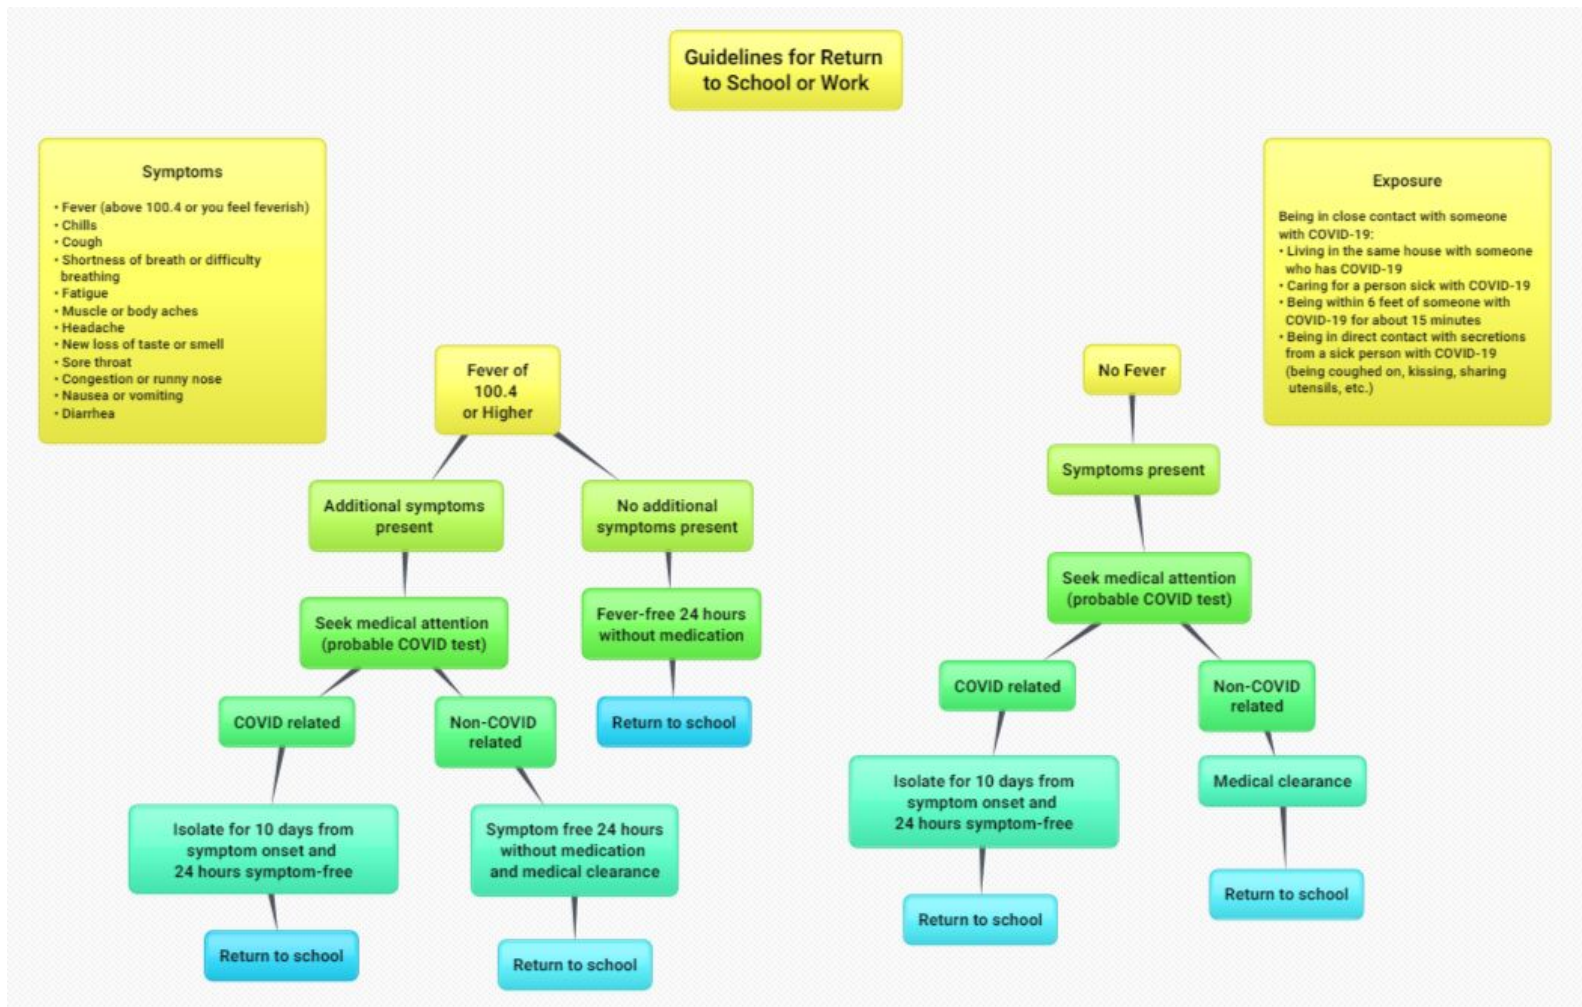 Guidelines for Return
to School or Work
Symptoms
• Fever (above 100.4 or you feel feverish)
• Chills
• Cough
• Shortness of breath or difficulty
breathing
• Fatigue
• Muscle or body aches
• Headache
• New loss of taste or smell
• Sore throat
• Congestion or runny nose
• Nausea or vomiting
• Diarrhea
Exposure
Being in close contact with someone
with COVID-19:
• Living in the same house with someone
who has COVID-19
• Caring for a person sick with COVID-19
• Being within 6 feet of someone with
COVID-19 for about 15 minutes
• Being in direct contact with secretions
from a sick person with COVID-19
(being coughed on, kissing, sharing
utensils, etc.)
Fever of
100.4
or Higher
Additional symptoms
present
Seek medical attention
(probable COVID test)
COVID related
Isolate for 10 days from
symptom onset and
24 hours symptom-free
Return to school
Non-COVID
related
Symptom free 24 hours
without medication
and medical clearance
Return to school
No additional
symptoms present
Fever-free 24 hours
without medication
Return to school
No Fever
Symptoms present
Seek medical attention
(probable COVID test)
COVID related
Isolate for 10 days from
symptom onset and
24 hours symptom-free
Return to school
Non-COVID
related
Medical clearance
Return to school